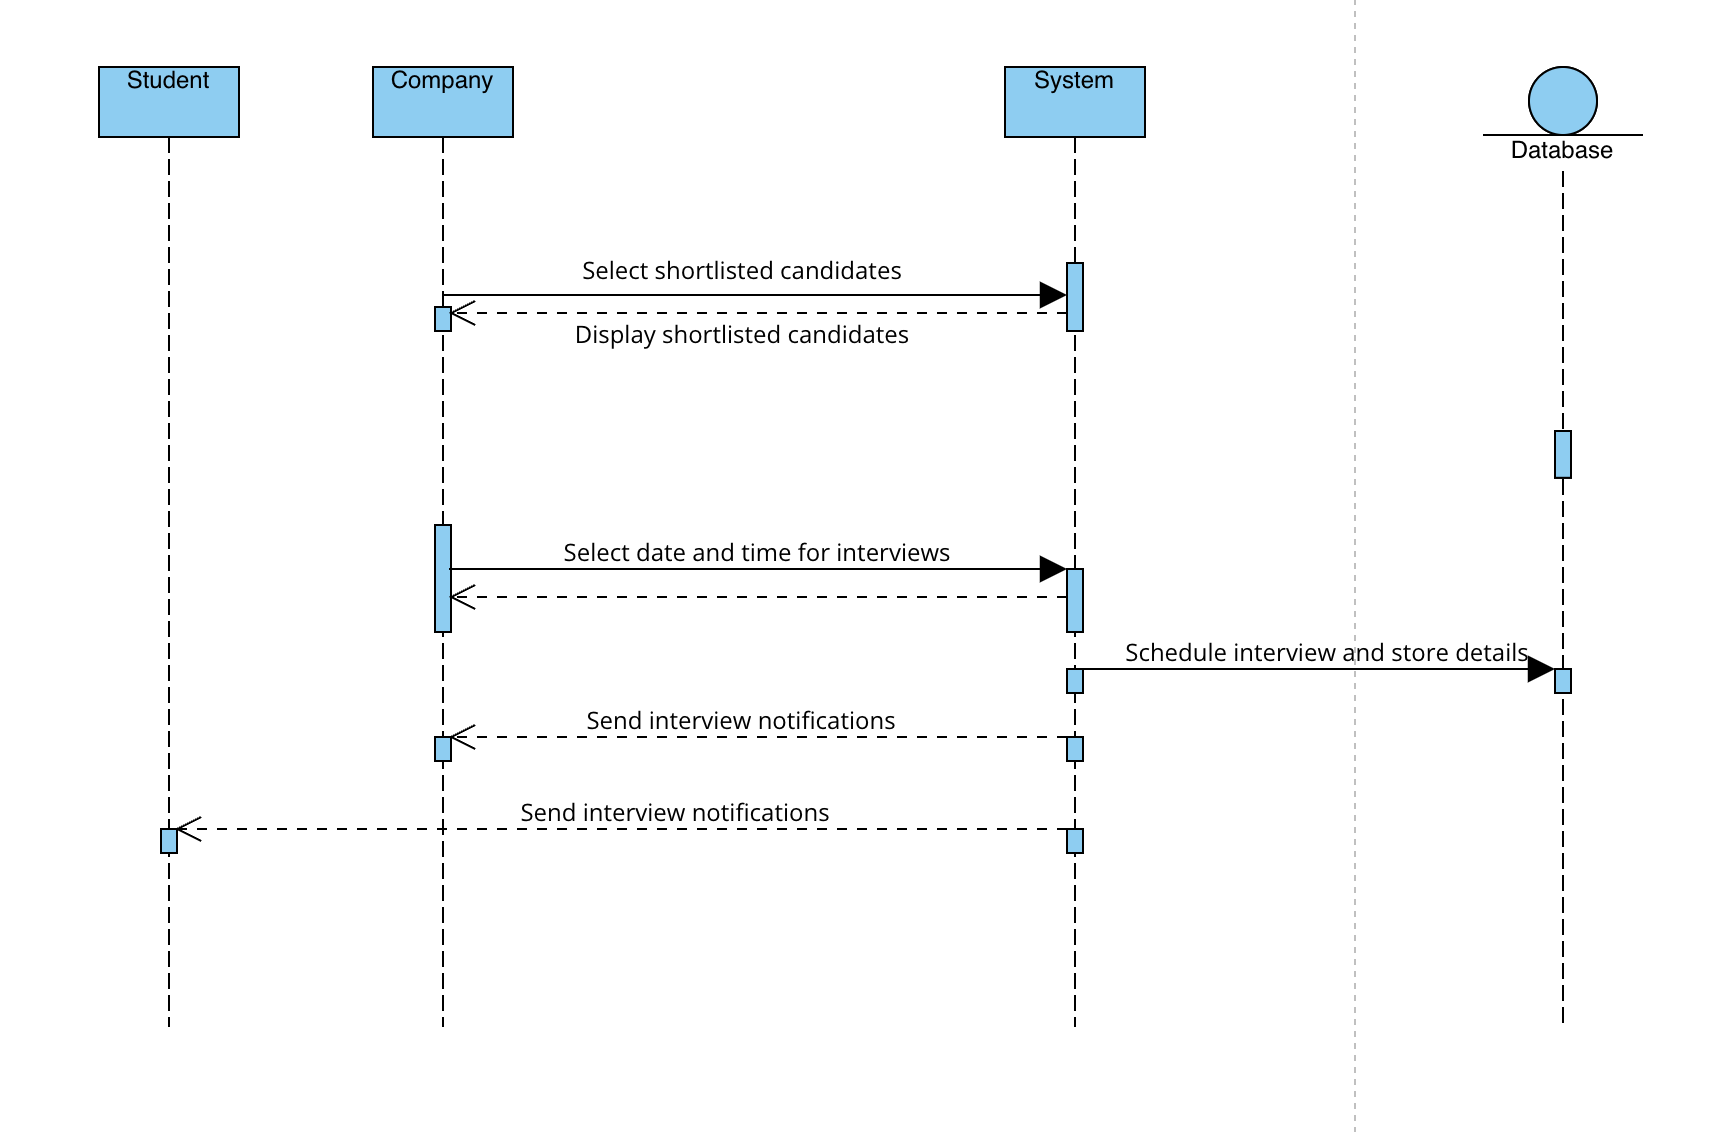 Student
Company
System
Database
Select shortlisted candidates
Display shortlisted candidates
Select date and time for interviews
Schedule interview and store details
Send interview notifications
Send interview notifications